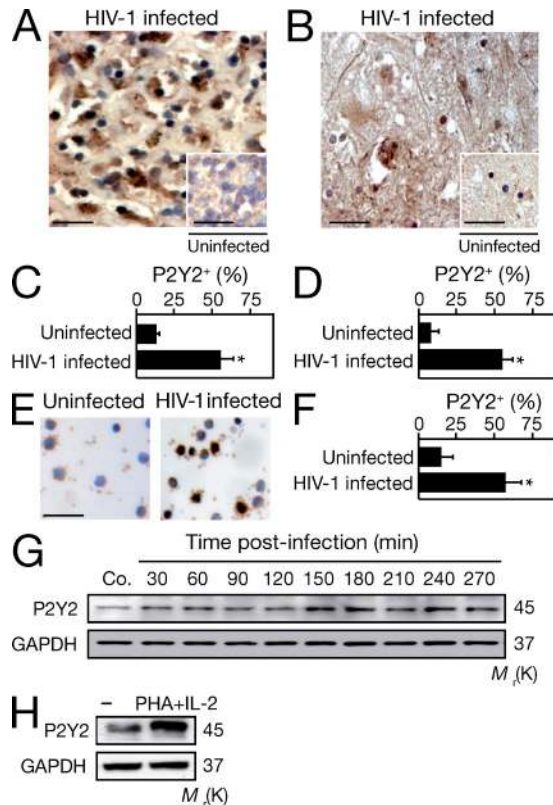 A HIV-1 infected
B HIV-1 infected
Uninfected
Uninfected
C P2Y2⁺ (%)
0 25 50 75
Uninfected
HIV-1 infected *
D P2Y2⁺ (%)
0 25 50 75
Uninfected
HIV-1 infected *
E Uninfected HIV-1 infected
F P2Y2⁺ (%)
0 25 50 75
Uninfected
HIV-1 infected *
G Time post-infection (min)
Co. 30 60 90 120 150 180 210 240 270
P2Y2 45
GAPDH 37
M r(K)
H – PHA+IL-2
P2Y2 45
GAPDH 37
M r(K)